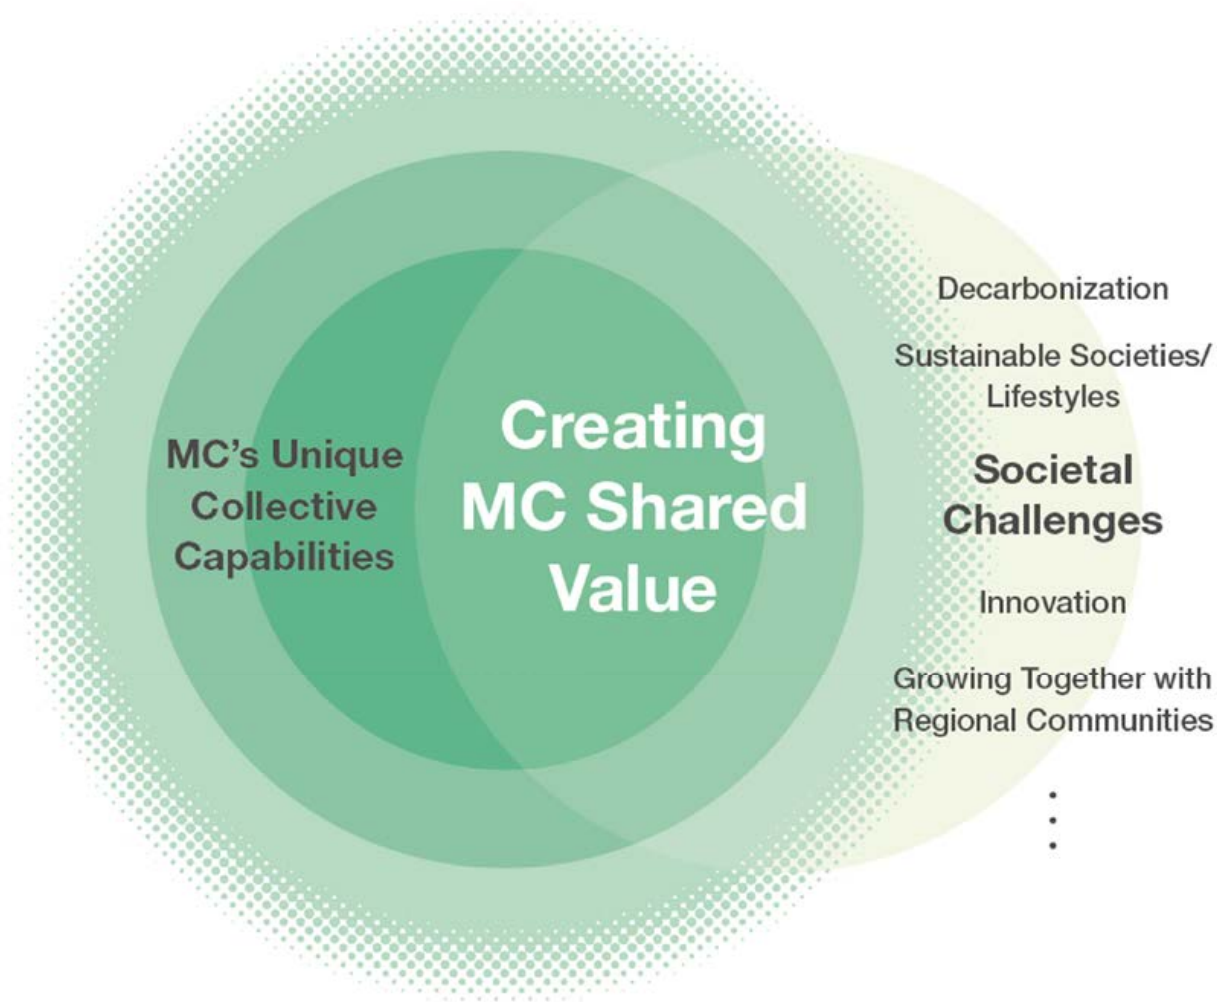 MC’s Unique
Collective
Capabilities
Creating
MC Shared
Value
Decarbonization
Sustainable Societies/
Lifestyles
Societal
Challenges
Innovation
Growing Together with
Regional Communities